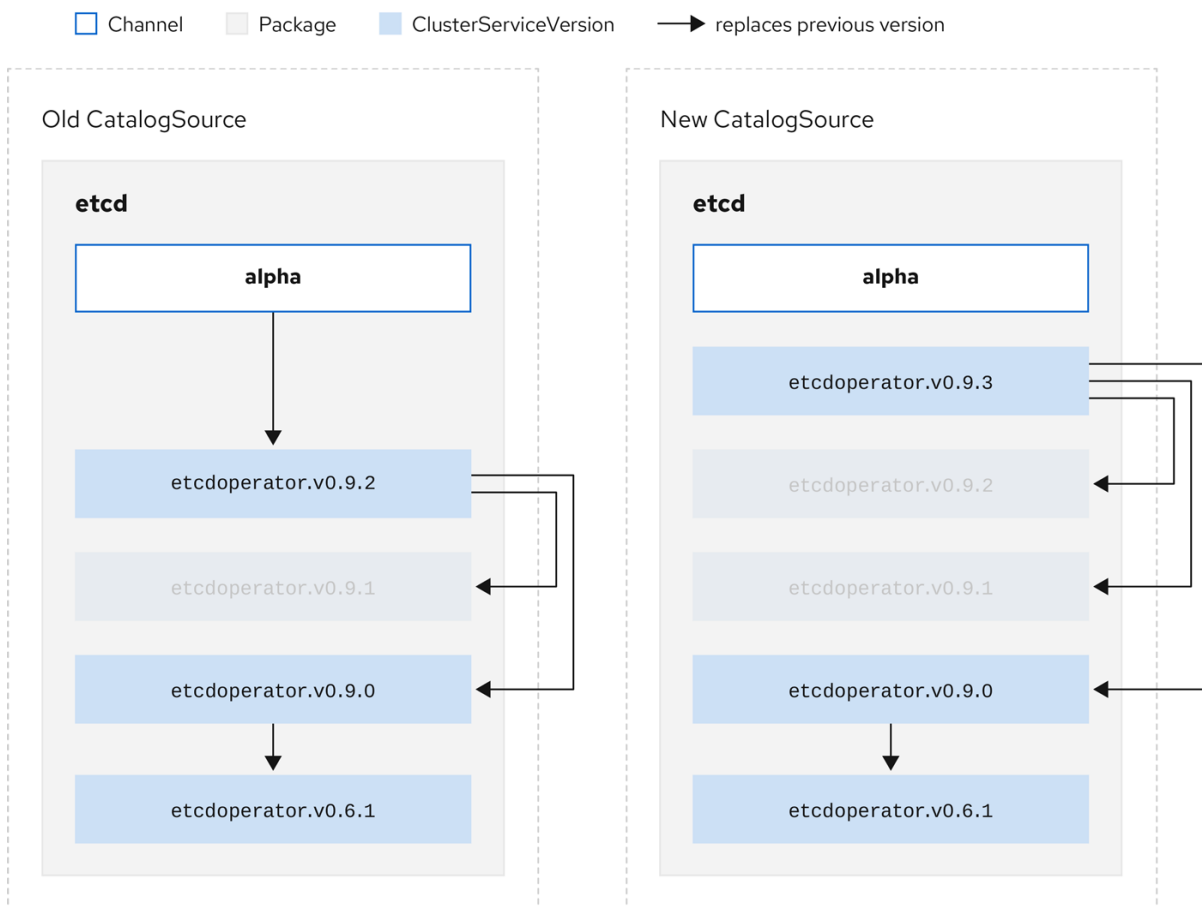 Channel Package ClusterServiceVersion replaces previous version
Old CatalogSource
etcd
alpha
etcdoperator.v0.9.2
etcdoperator.v0.9.1
etcdoperator.v0.9.0
etcdoperator.v0.6.1
New CatalogSource
etcd
alpha
etcdoperator.v0.9.3
etcdoperator.v0.9.2
etcdoperator.v0.9.1
etcdoperator.v0.9.0
etcdoperator.v0.6.1